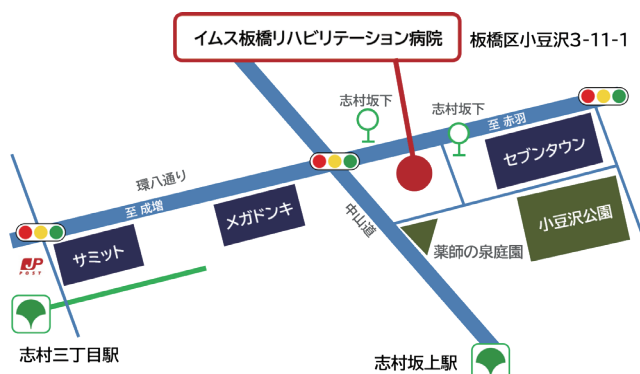 イムス板橋リハビリテーション病院
板橋区小豆沢3-11-1
志村坂下
志村坂下
至 赤羽
セブンタウン
環八通り
至 成増
メガドンキ
中山道
小豆沢公園
サミット
薬師の泉庭園
JP
POST
志村三丁目駅
志村坂上駅